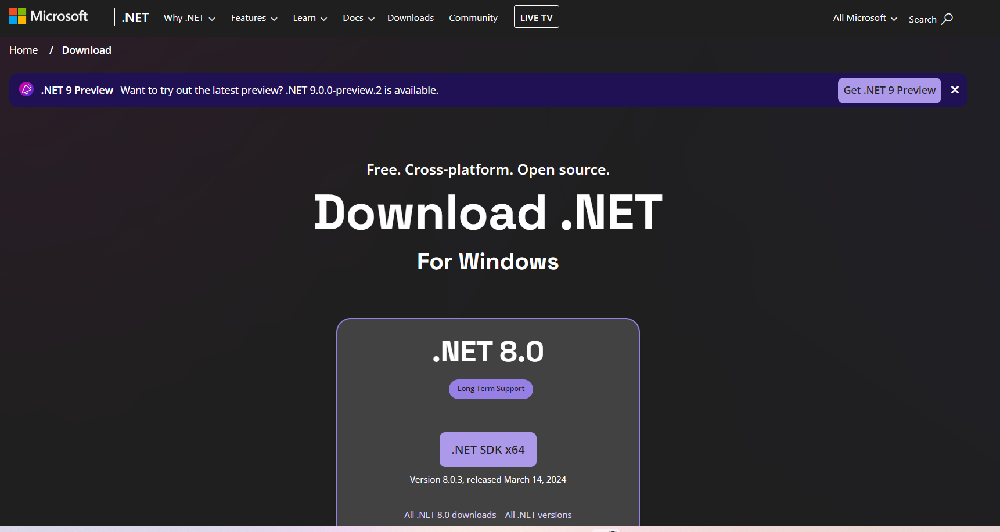 Microsoft .NET Why .NET Features Learn Docs Downloads Community LIVE TV All Microsoft Search
Home / Download
.NET 9 Preview Want to try out the latest preview? .NET 9.0.0-preview.2 is available. Get .NET 9 Preview
Free. Cross-platform. Open source.
Download .NET
For Windows
.NET 8.0
Long Term Support
.NET SDK x64
Version 8.0.3, released March 14, 2024
All .NET 8.0 downloads All .NET versions